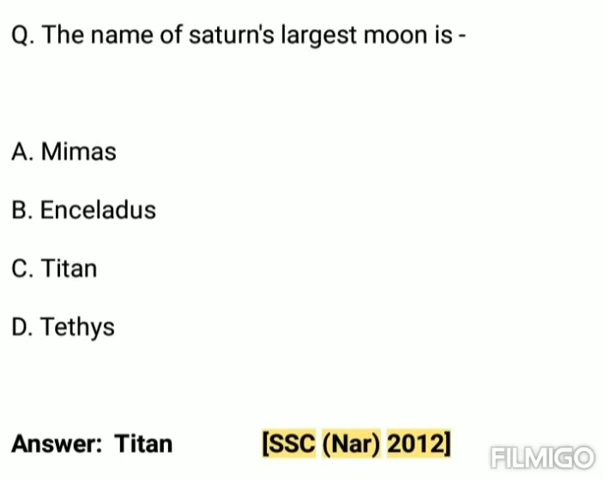 Q. The name of saturn's largest moon is -
A. Mimas
B. Enceladus
C. Titan
D. Tethys
Answer: Titan [SSC (Nar) 2012]
FILMIGO